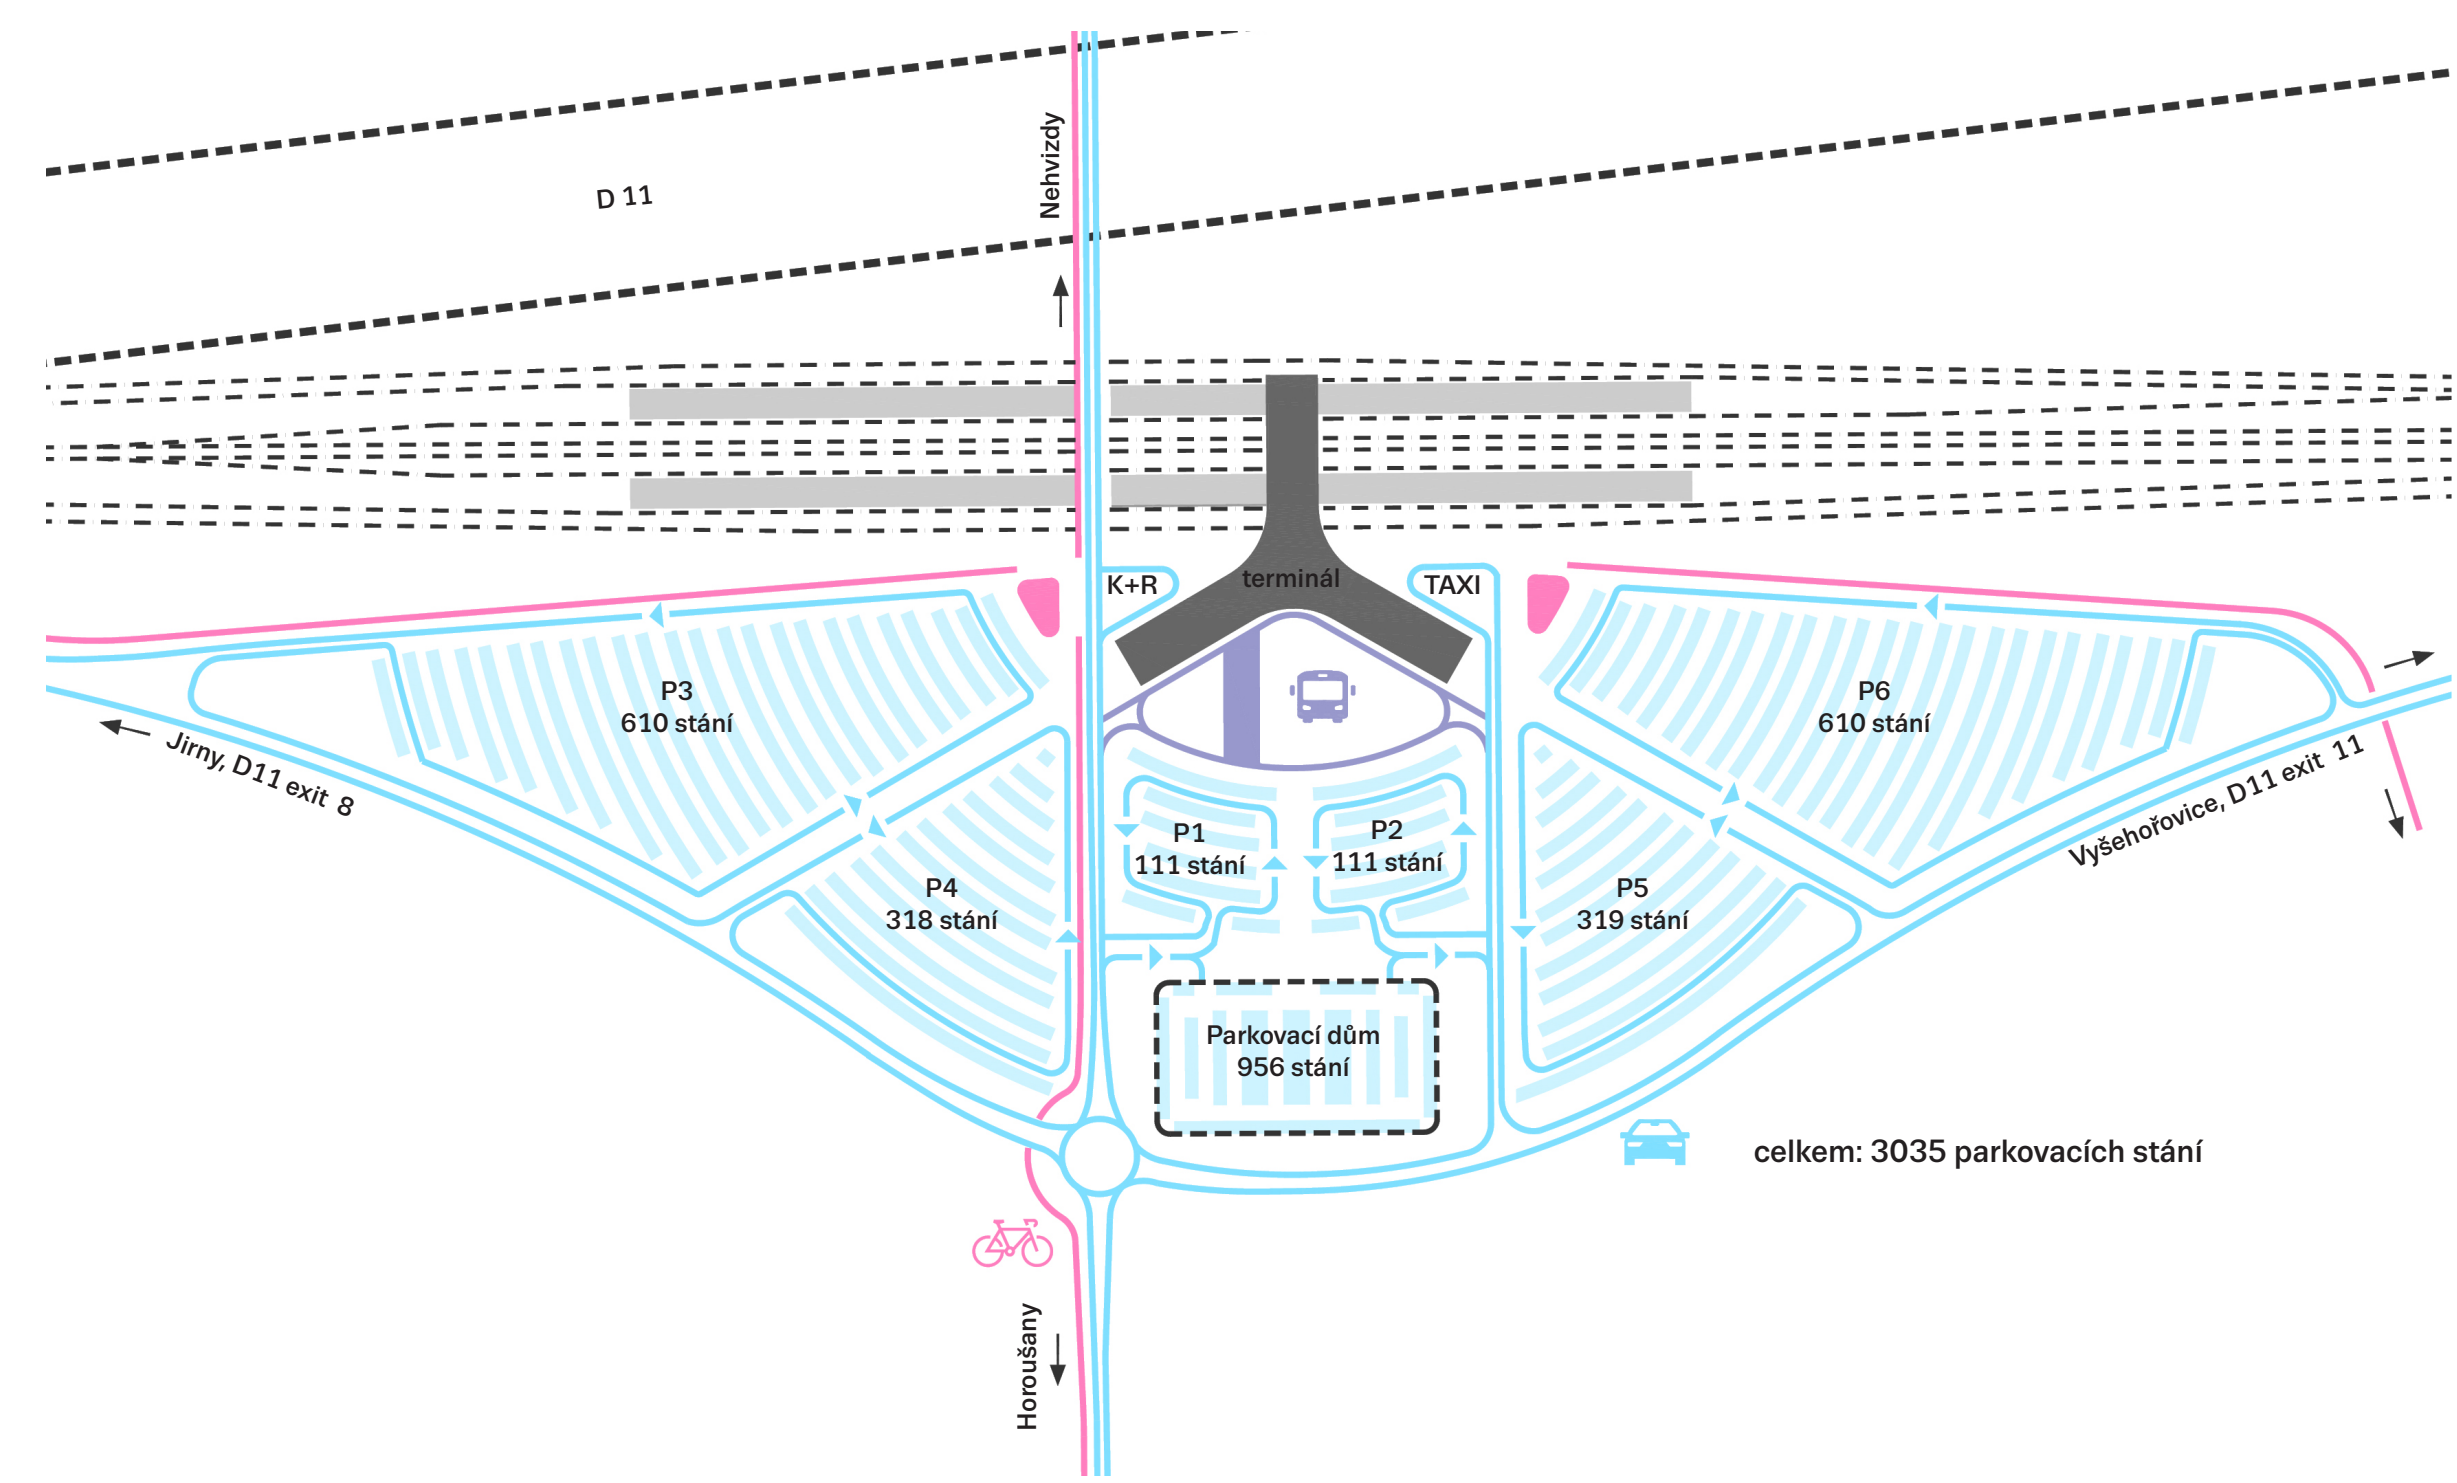 Nehvizdy
D 11
K+R
terminál
TAXI
P3
610 stání
P6
610 stání
Jirny, D11 exit 8
Vyšehořovice, D11 exit 11
P1
111 stání
P2
111 stání
P4
318 stání
P5
319 stání
Parkovací dům
956 stání
celkem: 3035 parkovacích stání
Horoušany